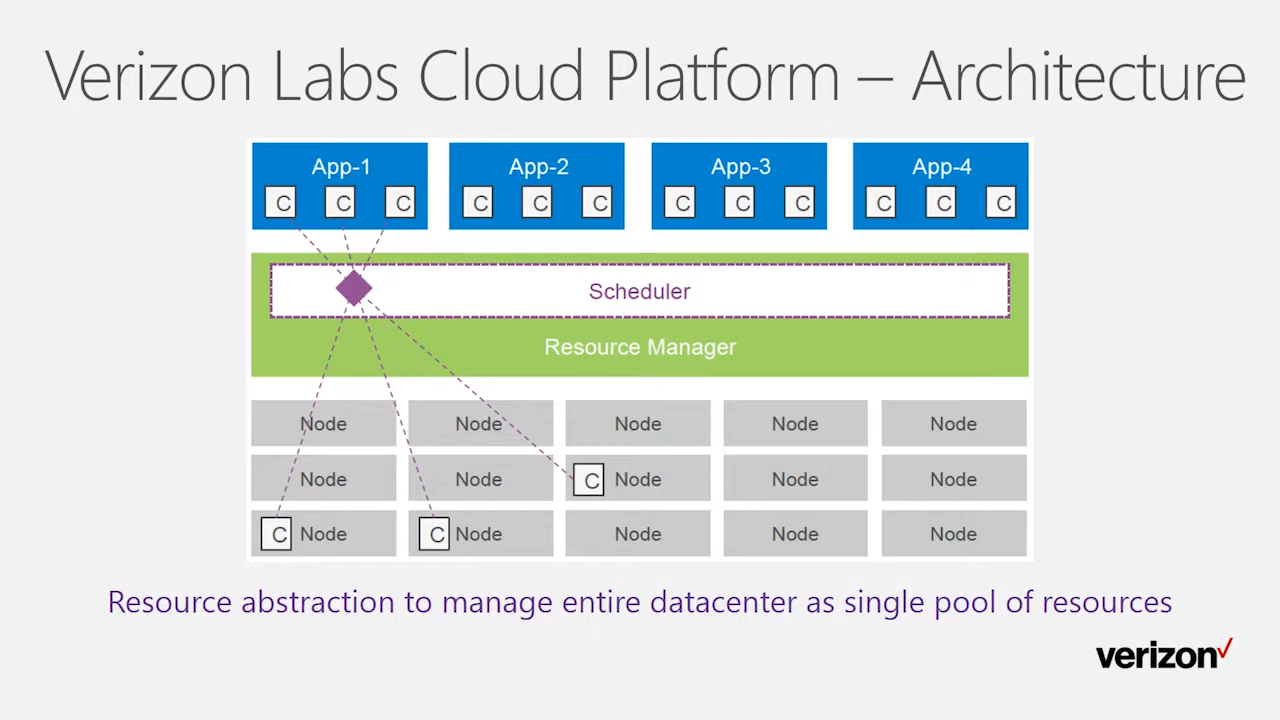 Verizon Labs Cloud Platform – Architecture
App-1 App-2 App-3 App-4
C C C C C C C C C C C C
Scheduler
Resource Manager
Node Node Node Node Node
Node Node C Node Node Node
C Node C Node Node Node Node
Resource abstraction to manage entire datacenter as single pool of resources
verizon